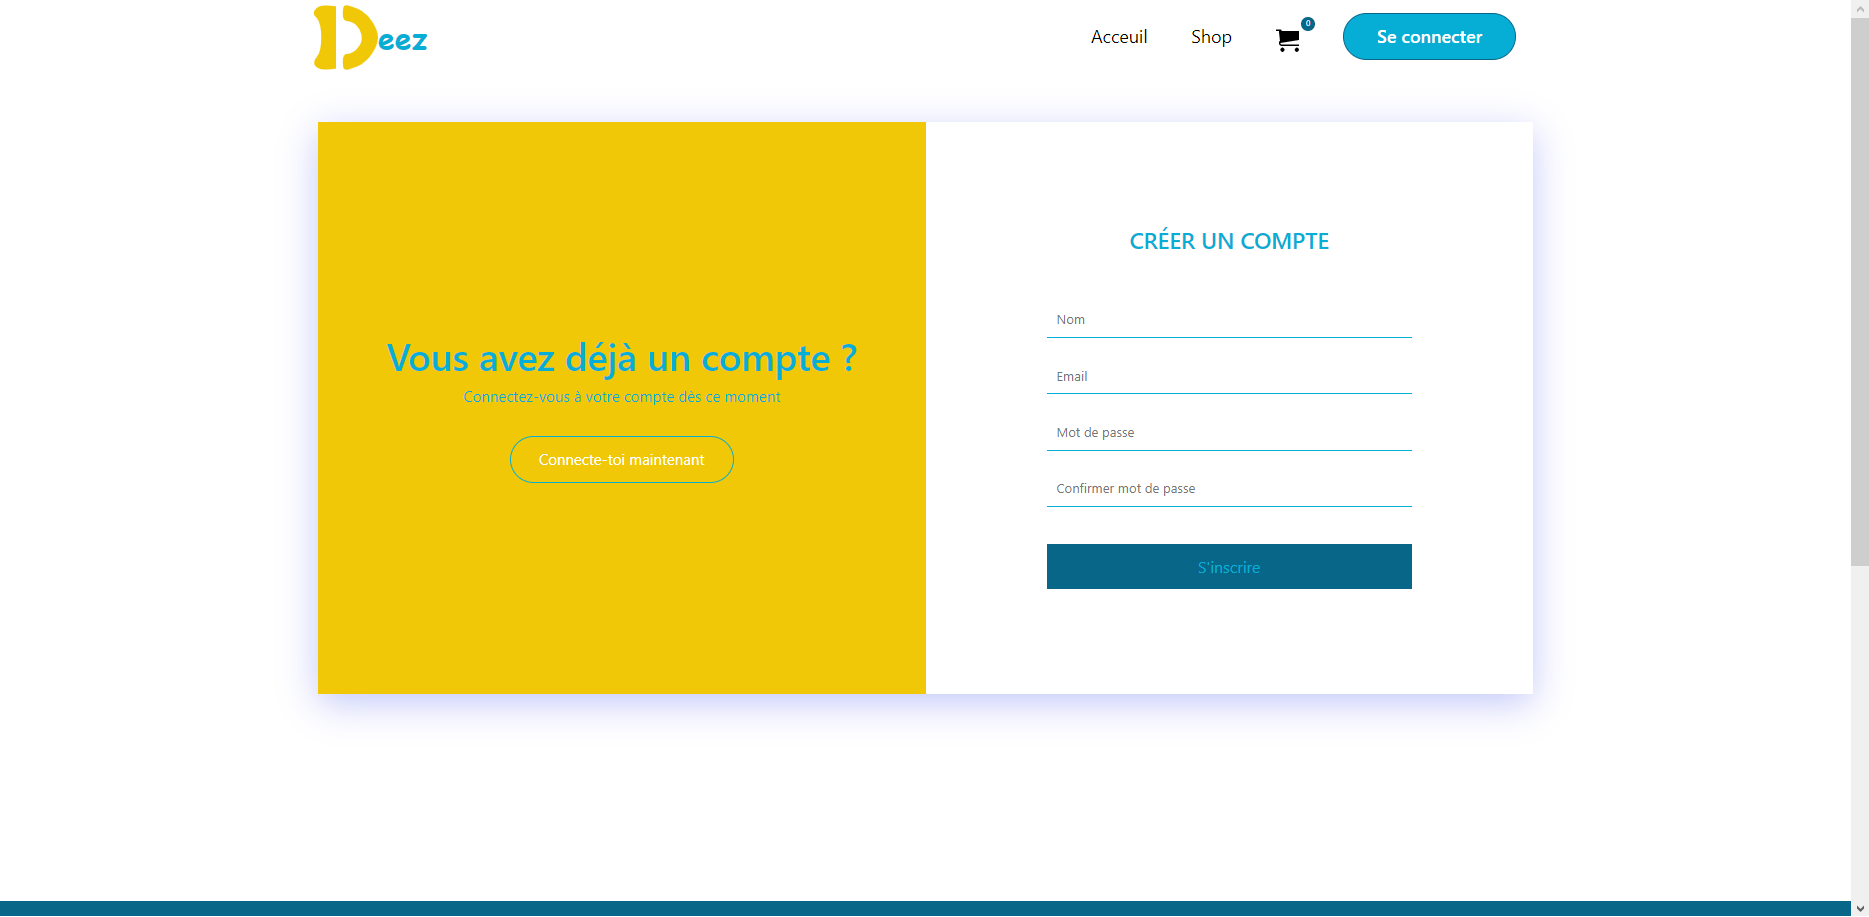 Deez
Acceuil
Shop
0
Se connecter
Vous avez déjà un compte ?
Connectez-vous à votre compte dès ce moment
Connecte-toi maintenant
CRÉER UN COMPTE
Nom
Email
Mot de passe
Confirmer mot de passe
S'inscrire